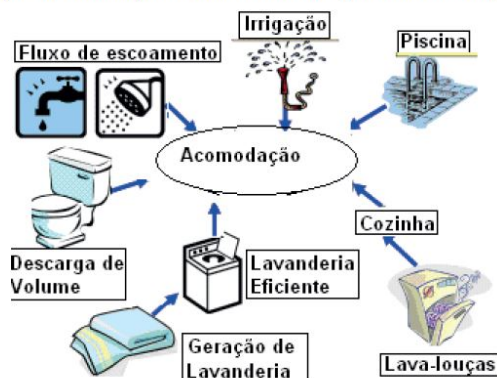 Irrigação
Fluxo de escoamento
Piscina
Acomodação
Cozinha
Descarga de
Volume
Lavanderia
Eficiente
Geração de
Lavanderia
Lava-louças